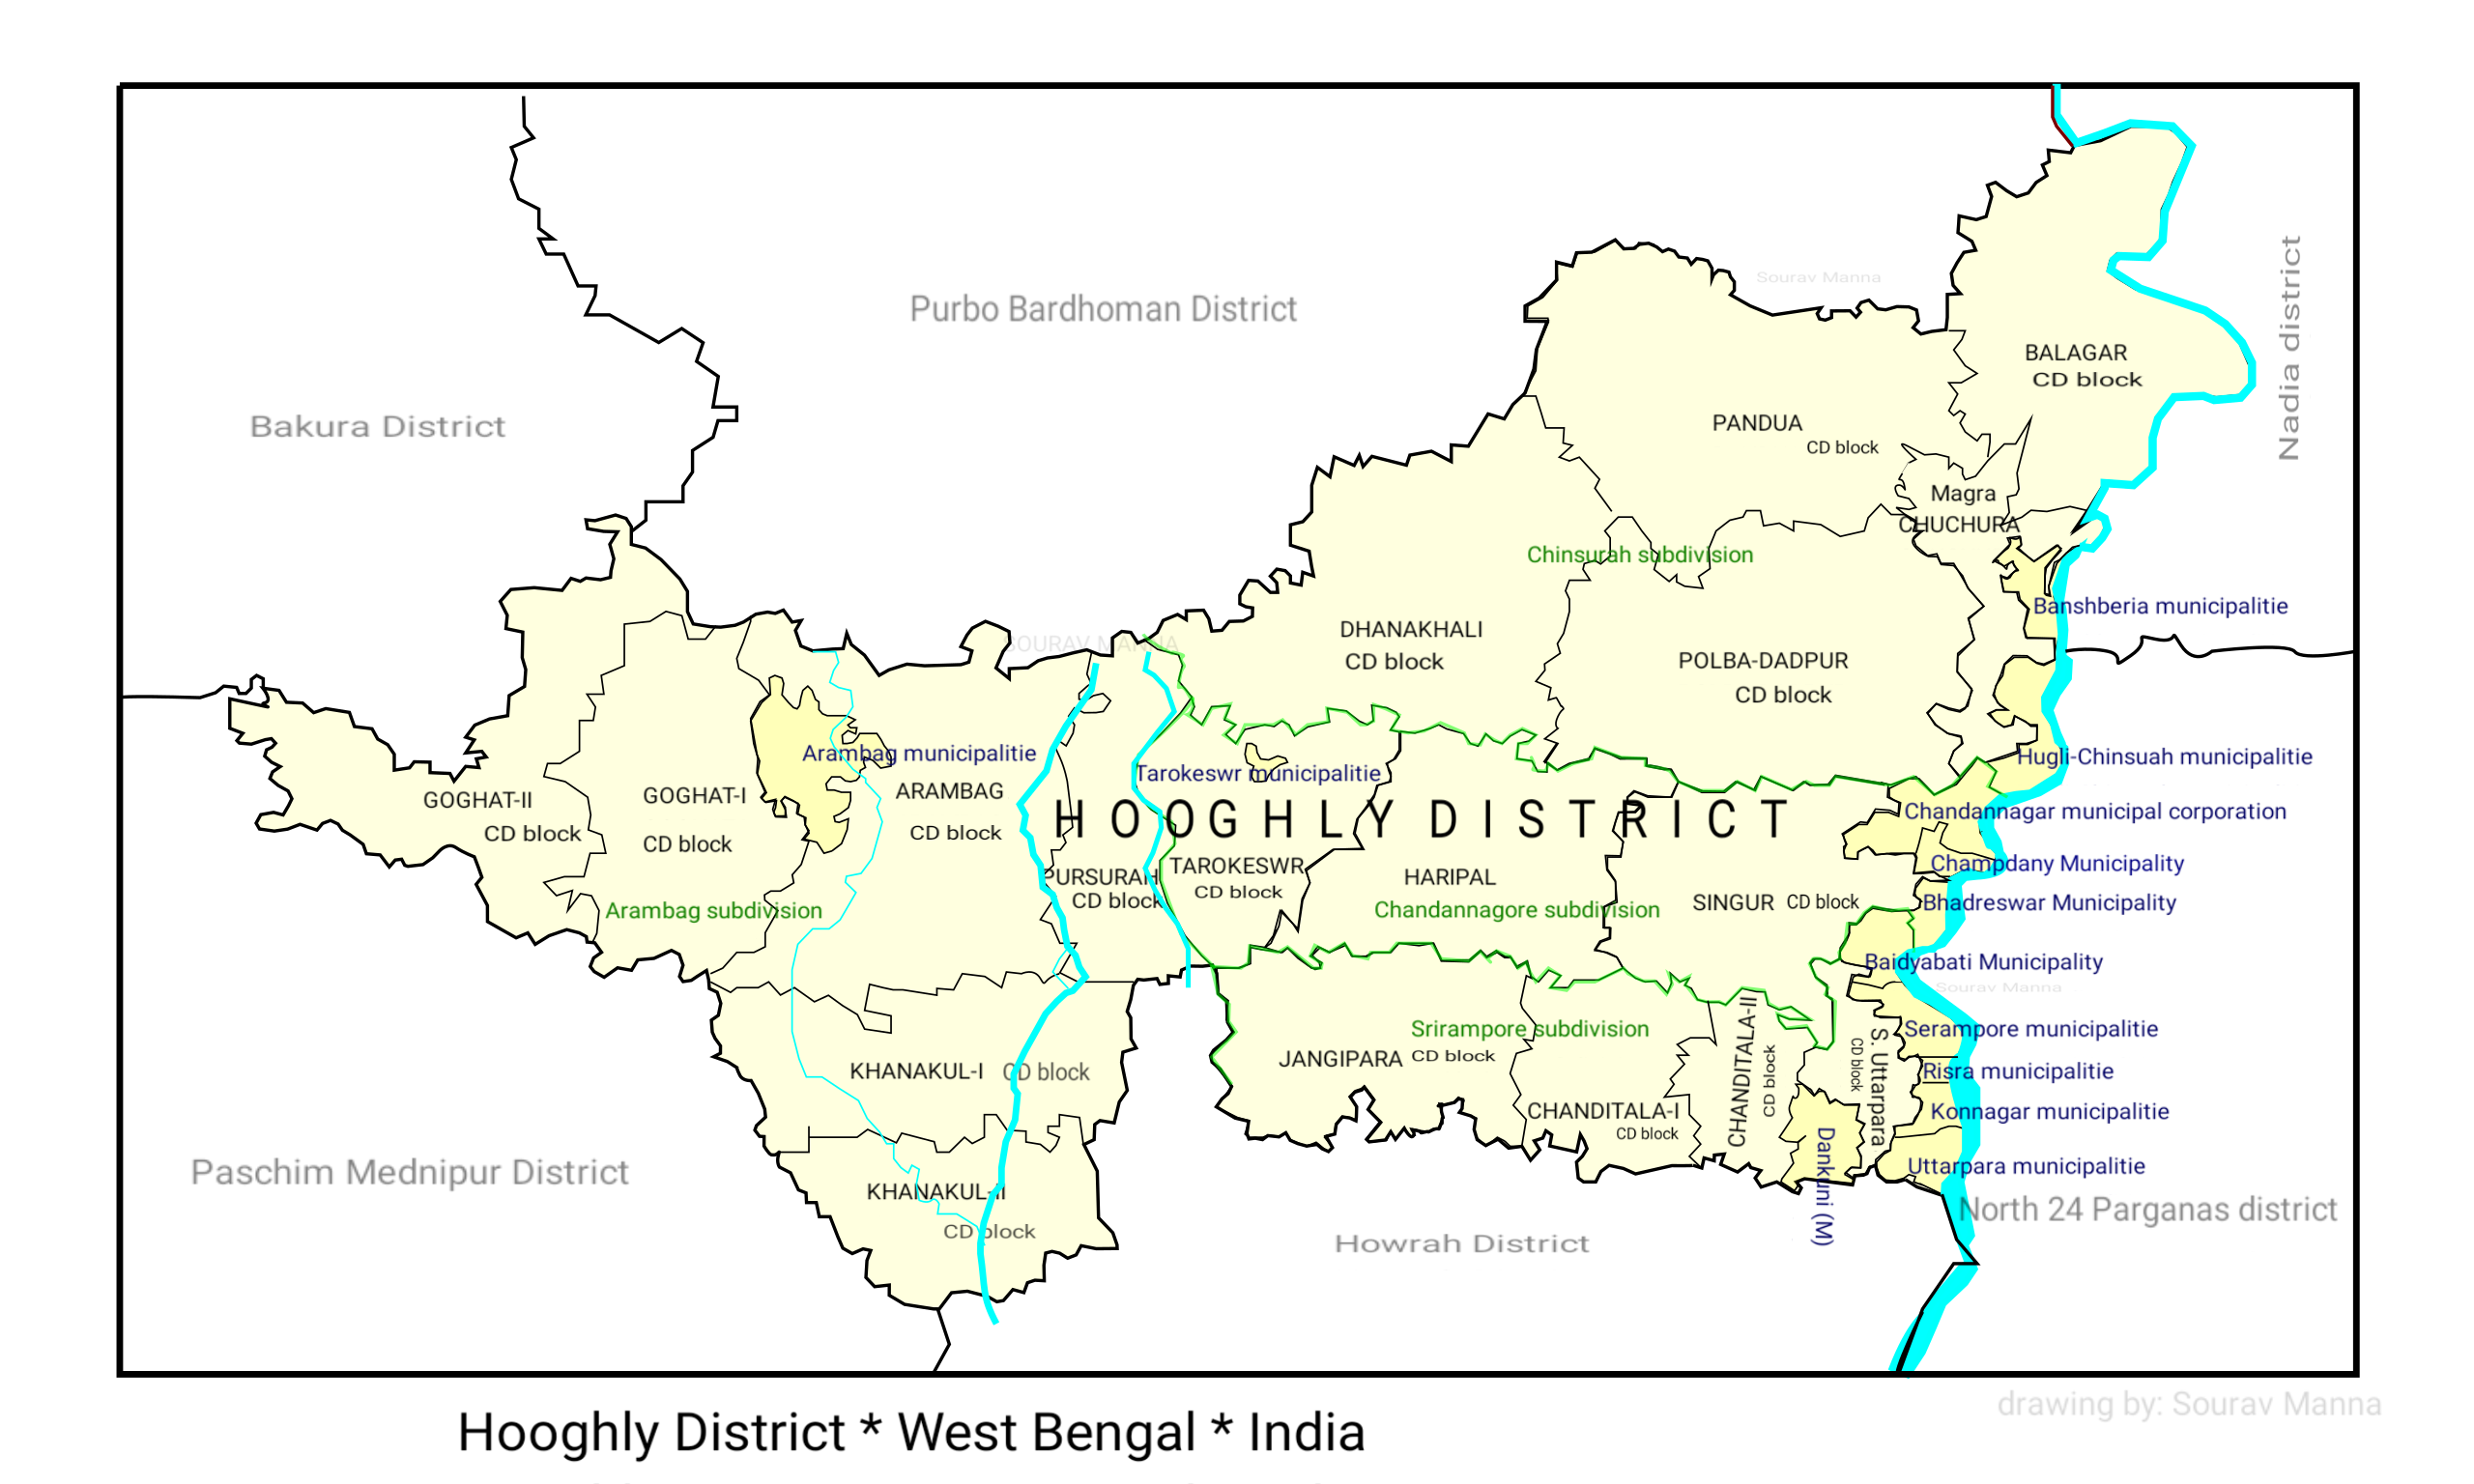 Sourav Manna
Purbo Bardhoman District
Nadia district
BALAGAR
CD block
Bakura District
PANDUA
CD block
Magra
CHUCHURA
Chinsurah subdivision
Banshberia municipalitie
SOURAV MANNA
DHANAKHALI
CD block
POLBA-DADPUR
CD block
Arambag municipalitie
Tarokeswr municipalitie
Hugli-Chinsuah municipalitie
GOGHAT-II
CD block
GOGHAT-I
CD block
ARAMBAG
CD block
HOOGHLY DISTRICT
Chandannagar municipal corporation
PURSURAH
CD block
TAROKESWR
CD block
HARIPAL
Champdany Municipality
SINGUR CD block
Bhadreswar Municipality
Arambag subdivision
Chandannagore subdivision
Baidyabati Municipality
Sourav Manna
Srirampore subdivision
Serampore municipalitie
JANGIPARA CD block
KHANAKUL-I CD block
CHANDITALA-II
CD block
CD block
S. Uttarpara
Risra municipalitie
CHANDITALA-I
CD block
Konnagar municipalitie
Dankuni (M)
Uttarpara municipalitie
Paschim Mednipur District
KHANAKUL-II
CD block
North 24 Parganas district
Howrah District
drawing by: Sourav Manna
Hooghly District * West Bengal * India